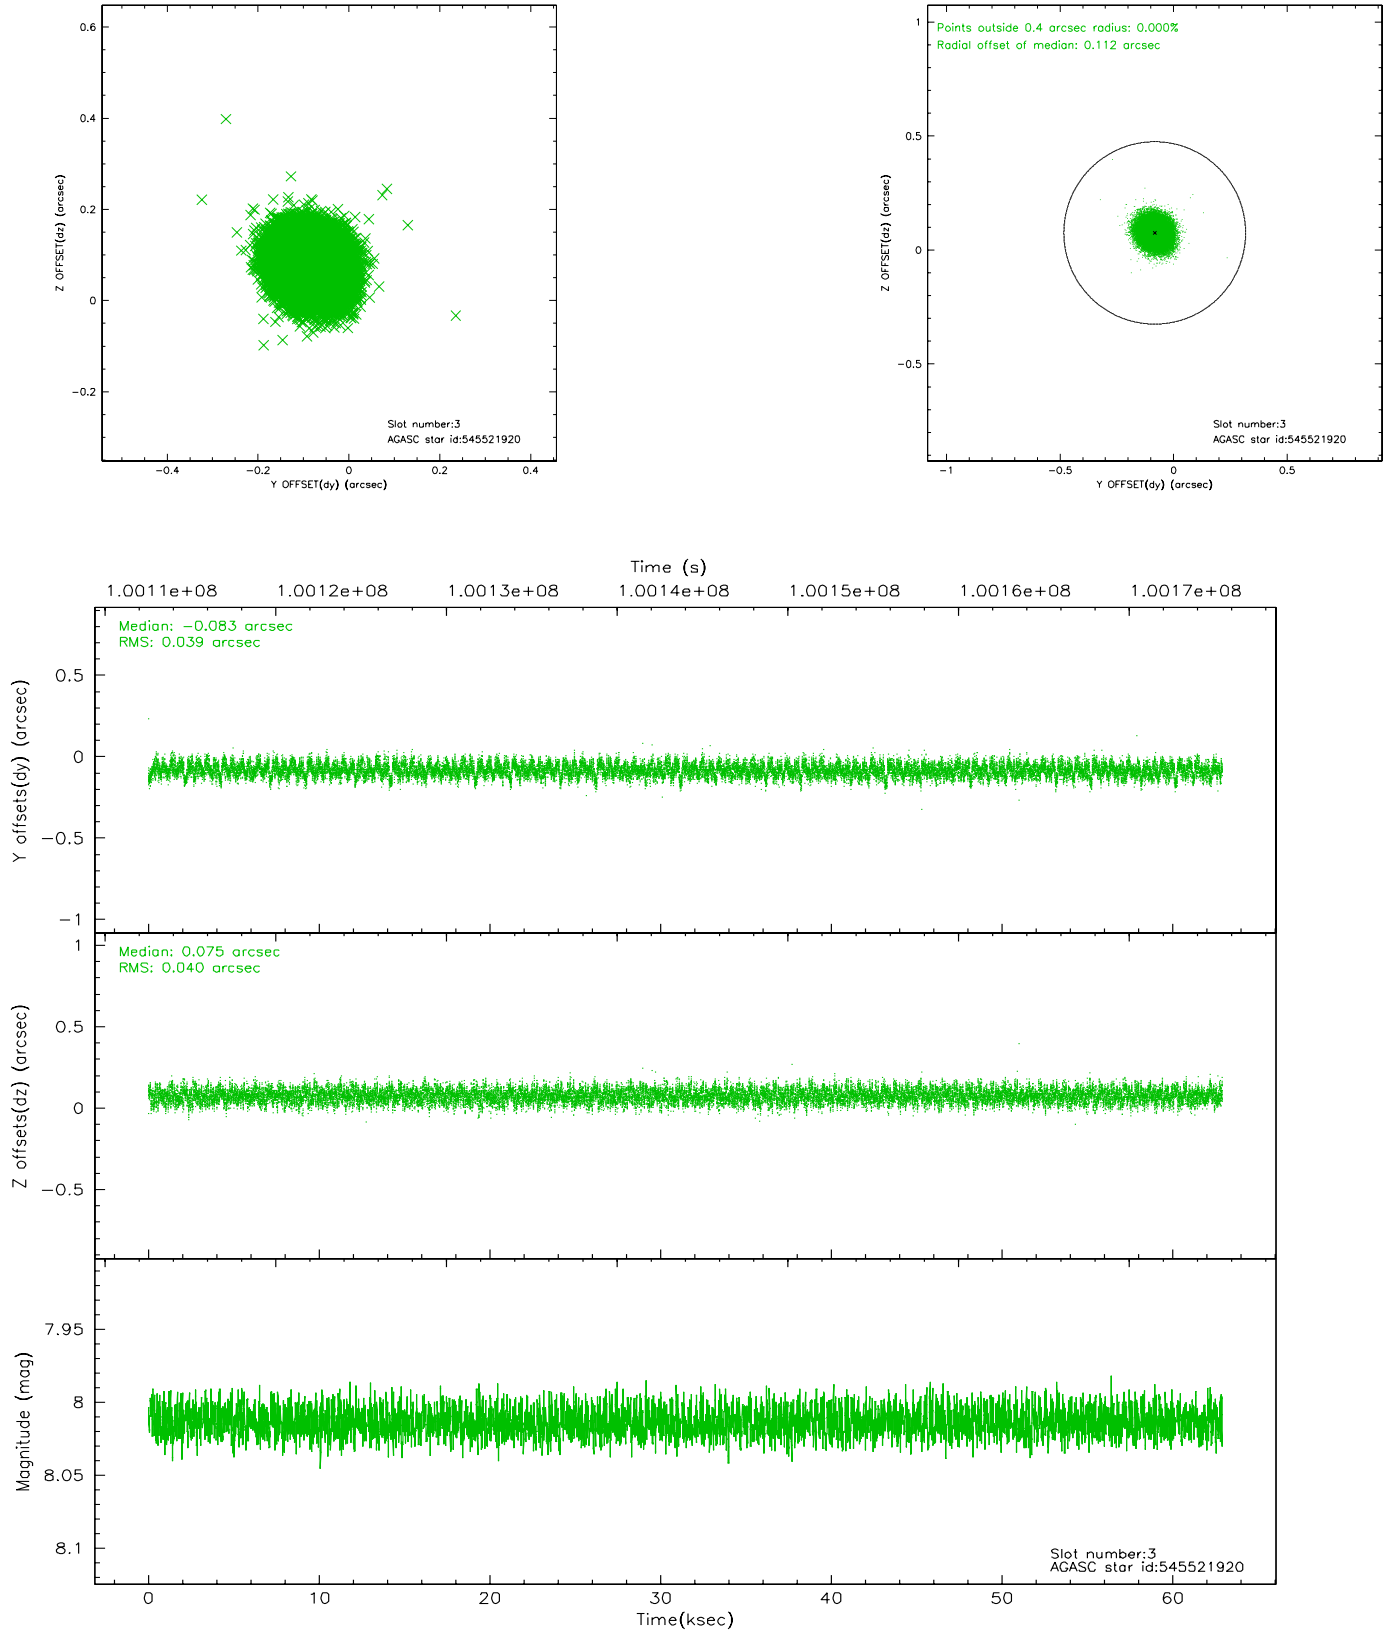 0.6
0.4
0.2
0
−0.2
Z OFFSET(dz) (arcsec)
−0.4 −0.2 0 0.2 0.4
Y OFFSET(dy) (arcsec)
Slot number:3
AGASC star id:545521920
Points outside 0.4 arcsec radius: 0.000%
Radial offset of median: 0.112 arcsec
1
0.5
0
−0.5
Z OFFSET(dz) (arcsec)
−1 −0.5 0 0.5
Y OFFSET(dy) (arcsec)
Slot number:3
AGASC star id:545521920
Time (s)
1.0011e+08 1.0012e+08 1.0013e+08 1.0014e+08 1.0015e+08 1.0016e+08 1.0017e+08
Median: −0.083 arcsec
RMS: 0.039 arcsec
0.5
0
−0.5
−1
Y offsets(dy) (arcsec)
Median: 0.075 arcsec
RMS: 0.040 arcsec
1
0.5
0
−0.5
Z offsets(dz) (arcsec)
7.95
8
8.05
8.1
Magnitude (mag)
Slot number:3
AGASC star id:545521920
0 10 20 30 40 50 60
Time(ksec)